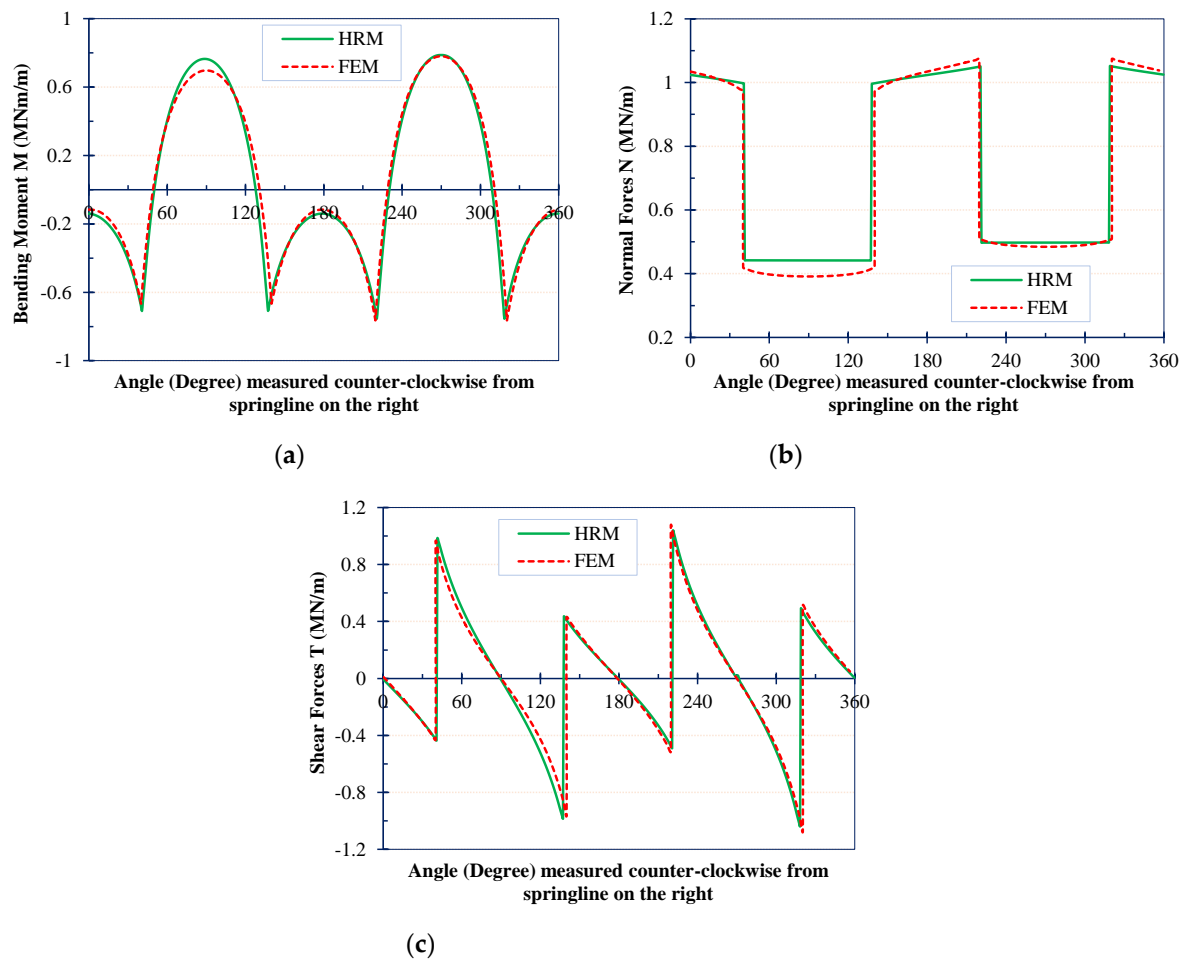 1
0.6
0.2
-0.2
-0.6
-1
0
60
120
180
240
300
360
Bending Moment M (MNm/m)
HRM
FEM
Angle (Degree) measured counter-clockwise from
springline on the right
(a)
1.2
1
0.8
0.6
0.4
0.2
0
60
120
180
240
300
360
Normal Fores N (MN/m)
HRM
FEM
Angle (Degree) measured counter-clockwise from
springline on the right
(b)
1.2
0.8
0.4
0
-0.4
-0.8
-1.2
0
60
120
180
240
300
360
Shear Forces T (MN/m)
HRM
FEM
Angle (Degree) measured counter-clockwise from
springline on the right
(c)